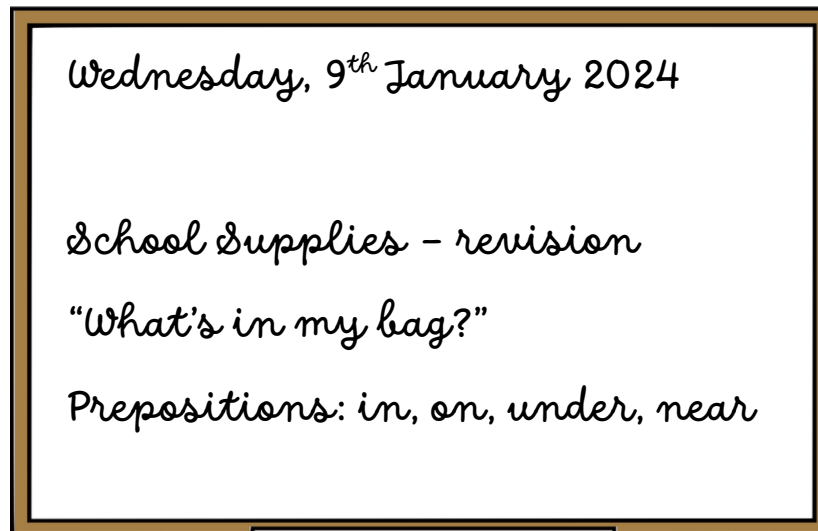 Wednesday, 9th January 2024
School Supplies – revision
“What’s in my bag?”
Prepositions: in, on, under, near